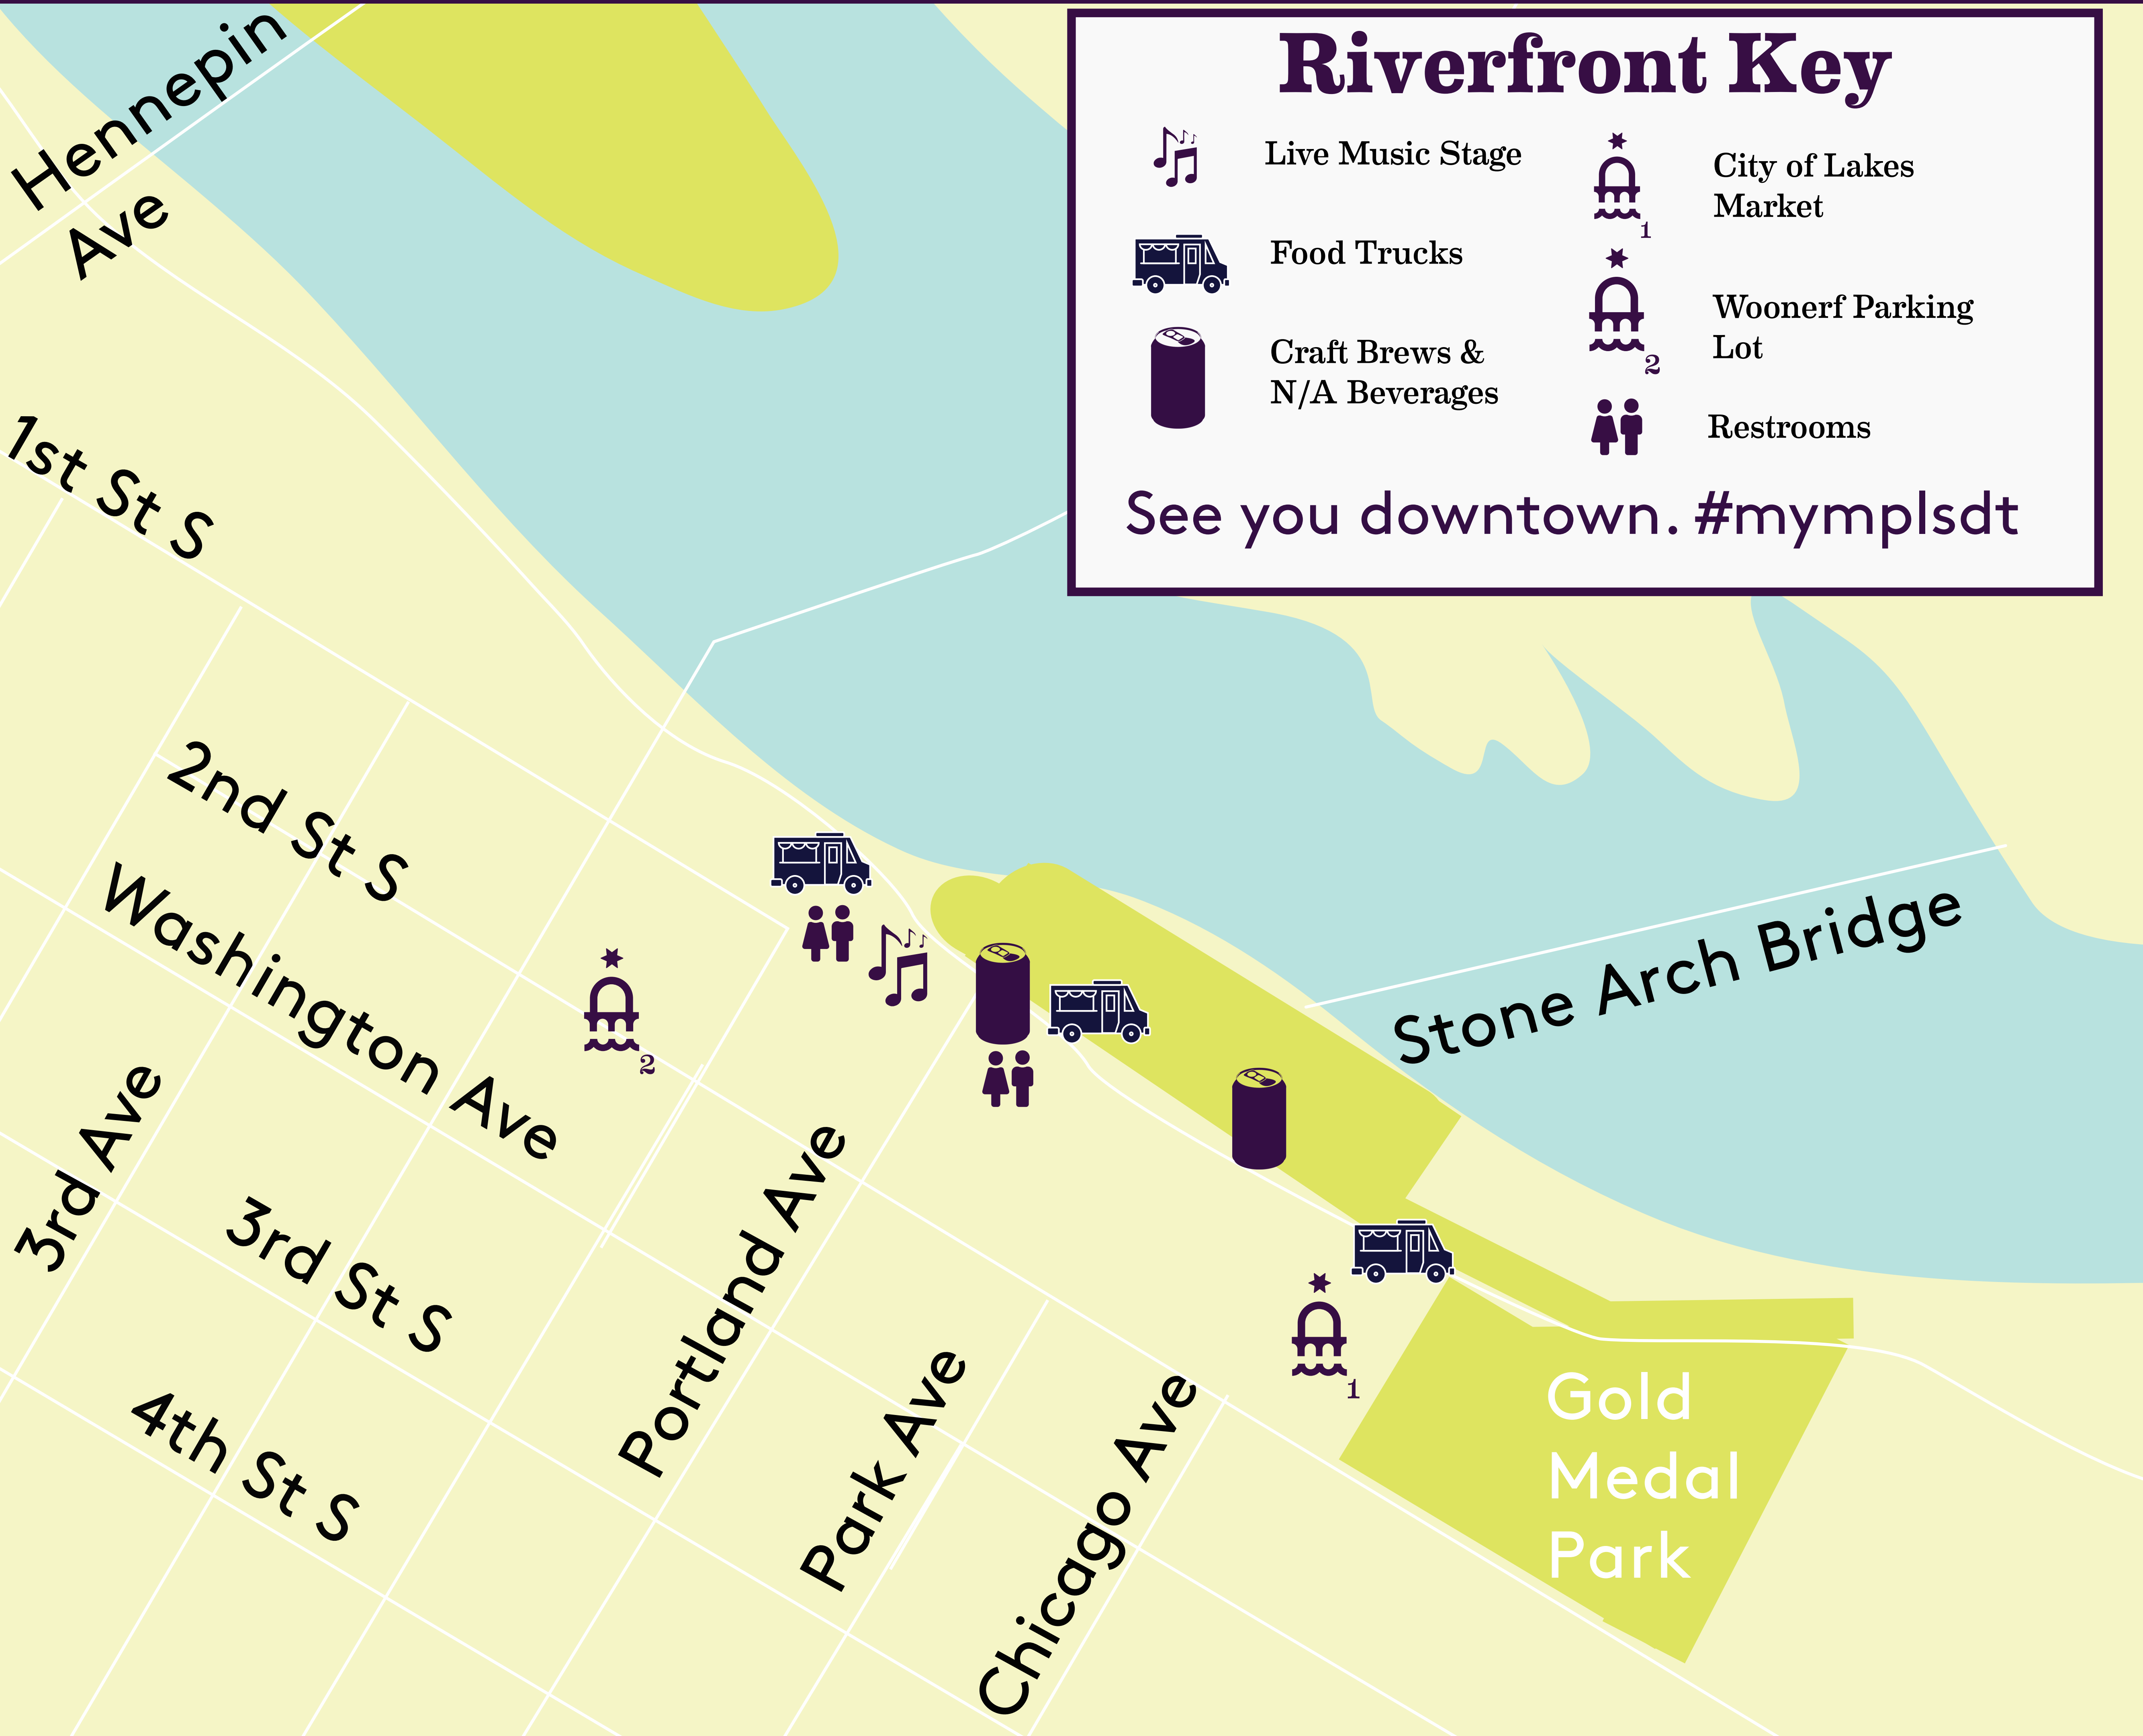 Riverfront Key
Live Music Stage
Food Trucks
Craft Brews &
N/A Beverages
1
City of Lakes
Market
2
Woonerf Parking
Lot
Restrooms
See you downtown. #mymplsdt
Hennepin
Ave
1st St S
2nd St S
Washington Ave
2
3rd Ave
3rd St S
4th St S
Portland Ave
Park Ave
Chicago Ave
Stone Arch Bridge
1
Gold
Medal
Park